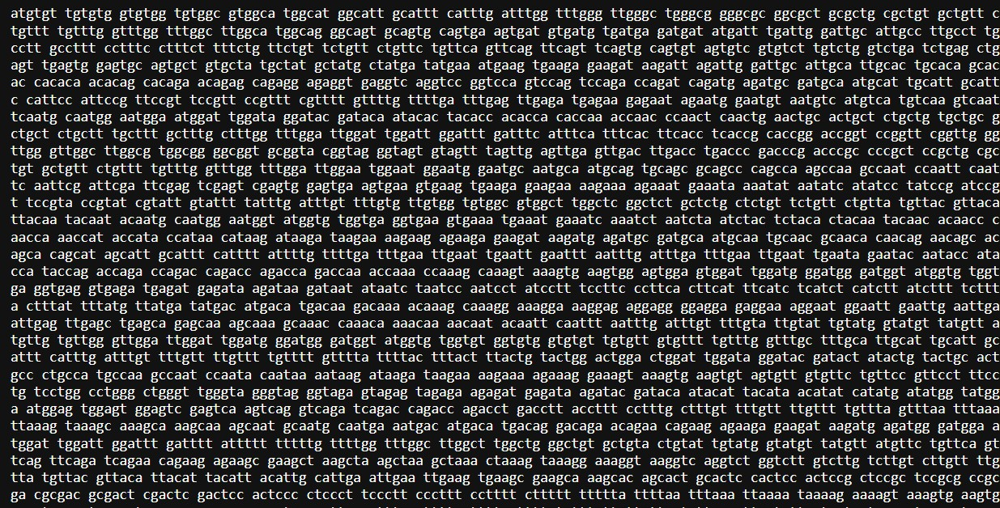 atgtgt tgtgtg gtgtgg tgtggc gtggca tggcat ggcatt gcattt catttg atttgg tttggg ttgggc tgggcg gggcgc ggcgct gcgctg cgctgt gctgtt c
tgttt tgtttg gtttgg tttggc ttggca tggcag ggcagt gcagtg cagtga agtgat gtgatg tgatga gatgat atgatt tgattg gattgc attgcc ttgcct tg
cctt gccttt cctttc ctttct tttctg ttctgt tctgtt ctgttc tgttca gttcag ttcagt tcagtg cagtgt agtgtc gtgtct tgtctg gtctga tctgag ctg
agt tgagtg gagtgc agtgct gtgcta tgctat gctatg ctatga tatgaa atgaag tgaaga gaagat aagatt agattg gattgc attgca ttgcac tgcaca gcac
ac cacaca acacag cacaga acagag cagagg agaggt gaggtc aggtcc ggtcca gtccag tccaga ccagat cagatg agatgc gatgca atgcat tgcatt gcatt
c cattcc attccg ttccgt tccgtt ccgttt cgtttt gttttg ttttga tttgag ttgaga tgagaa gagaat agaatg gaatgt aatgtc atgtca tgtcaa gtcaat
tcaatg caatgg aatgga atggat tggata ggatac gataca atacac tacacc acacca caccaa accaac ccaact caactg aactgc actgct ctgctg tgctgc g
ctgct ctgctt tgcttt gctttg ctttgg tttgga ttggat tggatt ggattt gatttc atttca tttcac ttcacc tcaccg caccgg accggt ccggtt cggttg gg
ttgg gttggc ttggcg tggcgg ggcggt gcggta cggtag ggtagt gtagtt tagttg agttga gttgac ttgacc tgaccc gacccg acccgc cccgct ccgctg cgc
tgt gctgtt ctgttt tgtttg gtttgg tttgga ttggaa tggaat ggaatg gaatgc aatgca atgcag tgcagc gcagcc cagcca agccaa gccaat ccaatt caat
tc aattcg attcga ttcgag tcgagt cgagtg gagtga agtgaa gtgaag tgaaga gaagaa aagaaa agaaat gaaata aaatat aatatc atatcc tatccg atccg
t tccgta ccgtat cgtatt gtattt tatttg atttgt tttgtg ttgtgg tgtggc gtggct tggctc ggctct gctctg ctctgt tctgtt ctgtta tgttac gttaca
ttacaa tacaat acaatg caatgg aatggt atggtg tggtga ggtgaa gtgaaa tgaaat gaaatc aaatct aatcta atctac tctaca ctacaa tacaac acaacc c
aacca aaccat accata ccataa cataag ataaga taagaa aagaag agaaga gaagat aagatg agatgc gatgca atgcaa tgcaac gcaaca caacag aacagc ac
agca cagcat agcatt gcattt catttt attttg ttttga tttgaa ttgaat tgaatt gaattt aatttg atttga tttgaa ttgaat tgaata gaatac aatacc ata
cca taccag accaga ccagac cagacc agacca gaccaa accaaa ccaaag caaagt aaagtg aagtgg agtgga gtggat tggatg ggatgg gatggt atggtg tggt
ga ggtgag gtgaga tgagat gagata agataa gataat ataatc taatcc aatcct atcctt tccttc ccttca cttcat ttcatc tcatct catctt atcttt tcttt
a ctttat tttatg ttatga tatgac atgaca tgacaa gacaaa acaaag caaagg aaagga aaggag aggagg ggagga gaggaa aggaat ggaatt gaattg aattga
attgag ttgagc tgagca gagcaa agcaaa gcaaac caaaca aaacaa aacaat acaatt caattt aatttg atttgt tttgta ttgtat tgtatg gtatgt tatgtt a
tgttg tgttgg gttgga ttggat tggatg ggatgg gatggt atggtg tggtgt ggtgtg gtgtgt tgtgtt gtgttt tgtttg gtttgc tttgca ttgcat tgcatt gc
attt catttg atttgt tttgtt ttgttt tgtttt gtttta ttttac tttact ttactg tactgg actgga ctggat tggata ggatac gatact atactg tactgc act
gcc ctgcca tgccaa gccaat ccaata caataa aataag ataaga taagaa aagaaa agaaag gaaagt aaagtg aagtgt agtgtt gtgttc tgttcc gttcct ttcc
tg tcctgg cctggg ctgggt tgggta gggtag ggtaga gtagag tagaga agagat gagata agatac gataca atacat tacata acatat catatg atatgg tatgg
a atggag tggagt ggagtc gagtca agtcag gtcaga tcagac cagacc agacct gacctt accttt cctttg ctttgt tttgtt ttgttt tgttta gtttaa tttaaa
ttaaag taaagc aaagca aagcaa agcaat gcaatg caatga aatgac atgaca tgacag gacaga acagaa cagaag agaaga gaagat aagatg agatgg gatgga a
tggat tggatt ggattt gatttt attttt tttttg ttttgg tttggc ttggct tggctg ggctgt gctgta ctgtat tgtatg gtatgt tatgtt atgttc tgttca gt
tcag ttcaga tcagaa cagaag agaagc gaagct aagcta agctaa gctaaa ctaaag taaagg aaaggt aaggtc aggtct ggtctt gtcttg tcttgt cttgtt ttg
tta tgttac gttaca ttacat tacatt acattg cattga attgaa ttgaag tgaagc gaagca aagcac agcact gcactc cactcc actccg ctccgc tccgcg ccgc
ga cgcgac gcgact cgactc gactcc actccc ctccct tccctt cccttt cctttt cttttt ttttta ttttaa tttaaa ttaaaa taaaag aaaagt aaagtg aagtg